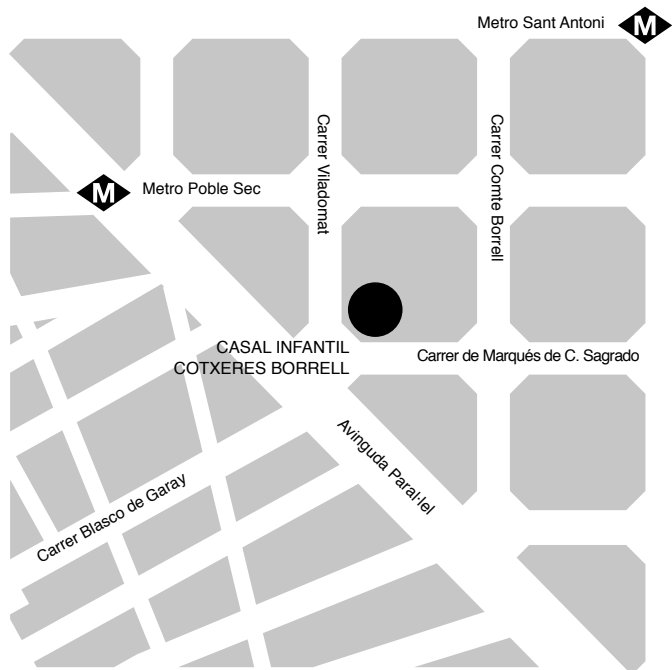 Metro Sant Antoni
M
Carrer Viladomat
Carrer Comte Borrell
M
Metro Poble Sec
CASAL INFANTIL
COTXERES BORRELL
Carrer de Marqués de C. Sagrado
Avinguda Paral·lel
Carrer Blasco de Garay